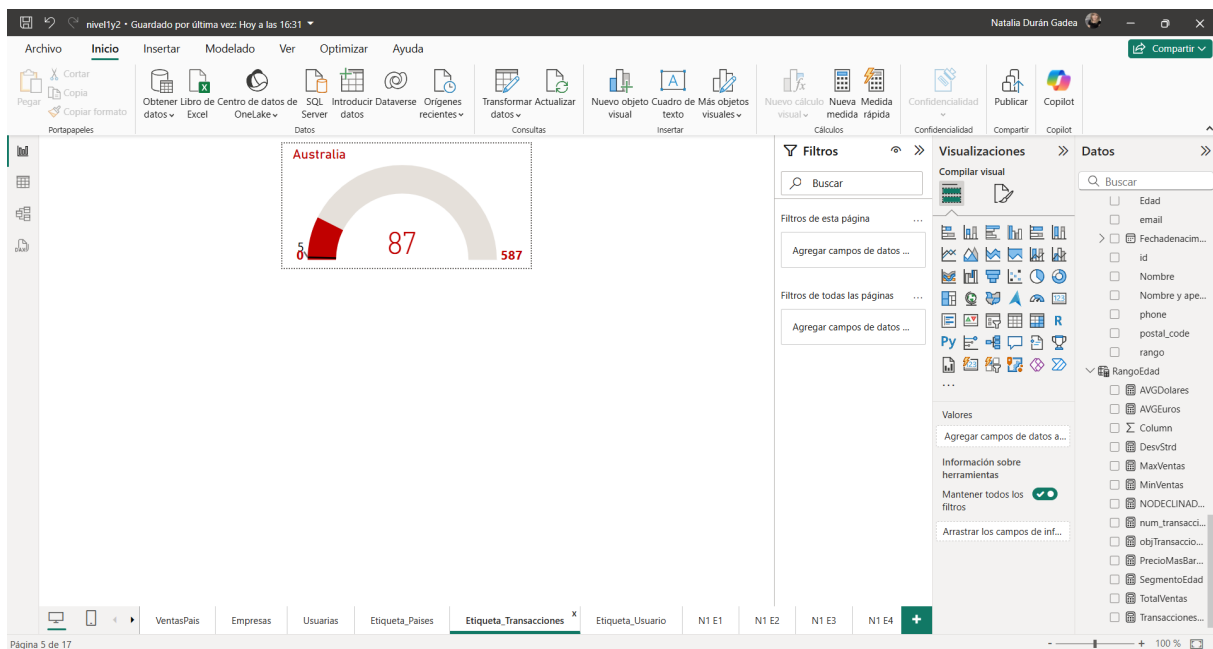 nivel1y2 • Guardado por última vez: Hoy a las 16:31
Natalia Durán Gadea
Archivo Inicio Insertar Modelado Ver Optimizar Ayuda
Compartir
Pegar
Cortar
Copia
Copiar formato
Portapapeles
Obtener datos
Libro de Excel
Centro de datos de OneLake
SQL Server
Introducir datos
Dataverse
Orígenes recientes
Datos
Transformar datos
Actualizar
Consultas
Nuevo objeto visual
Cuadro de texto
Más objetos visuales
Insertar
Nuevo cálculo visual
Nueva medida
Medida rápida
Cálculos
Confidencialidad
Confidencialidad
Publicar
Compartir
Copilot
Copilot
Australia
5
0
87
587
Filtros
Buscar
Filtros de esta página ...
Agregar campos de datos ...
Filtros de todas las páginas ...
Agregar campos de datos ...
Visualizaciones
Compilar visual
123
R
Py
...
Valores
Agregar campos de datos a...
Información sobre
herramientas
Mantener todos los
filtros
Arrastrar los campos de inf...
Datos
Buscar
Edad
email
Fechadenacim...
id
Nombre
Nombre y ape...
phone
postal_code
rango
RangoEdad
AVGDolares
AVGEuros
Column
DesvStrd
MaxVentas
MinVentas
NODECLINAD...
num_transacci...
objTransaccio...
PrecioMasBar...
SegmentoEdad
TotalVentas
Transacciones...
VentasPais Empresas Usuarias Etiqueta_Paises Etiqueta_Transacciones x Etiqueta_Usuario N1 E1 N1 E2 N1 E3 N1 E4 +
Página 5 de 17
- + 100 %